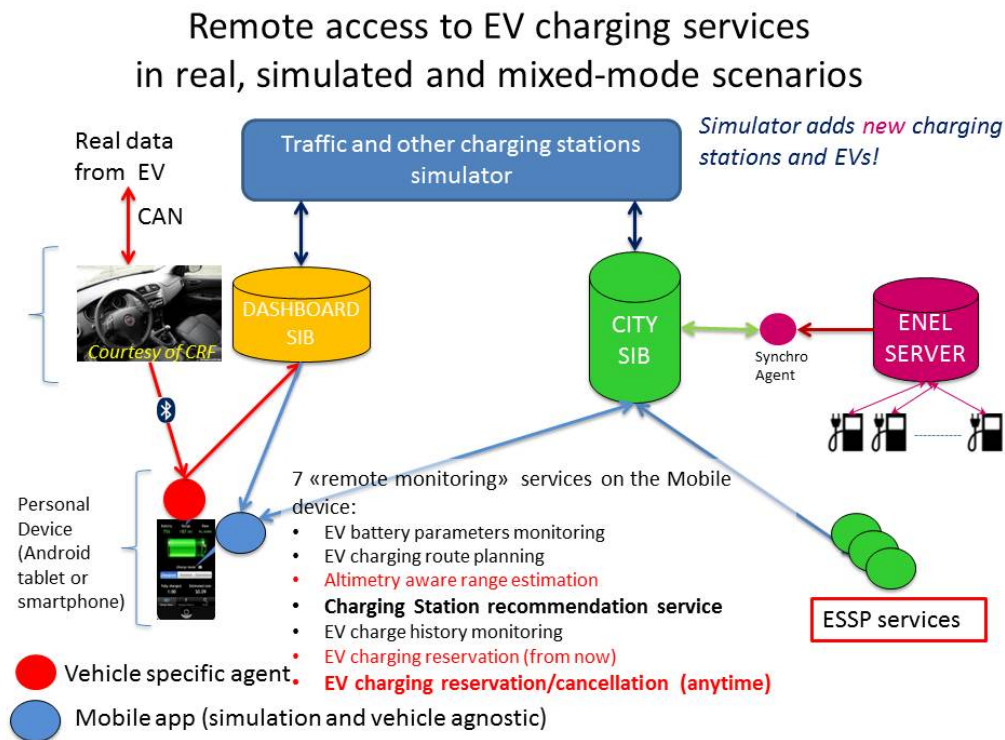 Remote access to EV charging services
in real, simulated and mixed-mode scenarios
Real data
from EV
CAN
Traffic and other charging stations
simulator
Simulator adds new charging
stations and EVs!
Courtesy of CRF
DASHBOARD
SIB
CITY
SIB
Synchro
Agent
ENEL
SERVER
Personal
Device
(Android
tablet or
smartphone)
7 «remote monitoring» services on the Mobile
device:
• EV battery parameters monitoring
• EV charging route planning
• Altimetry aware range estimation
• Charging Station recommendation service
• EV charge history monitoring
• EV charging reservation (from now)
• EV charging reservation/cancellation (anytime)
ESSP services
Vehicle specific agent
Mobile app (simulation and vehicle agnostic)